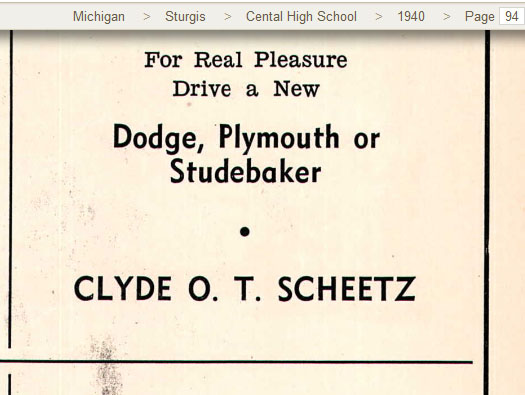 Michigan > Sturgis > Cental High School > 1940 > Page 94
For Real Pleasure
Drive a New
Dodge, Plymouth or
Studebaker
•
CLYDE O. T. SCHEETZ